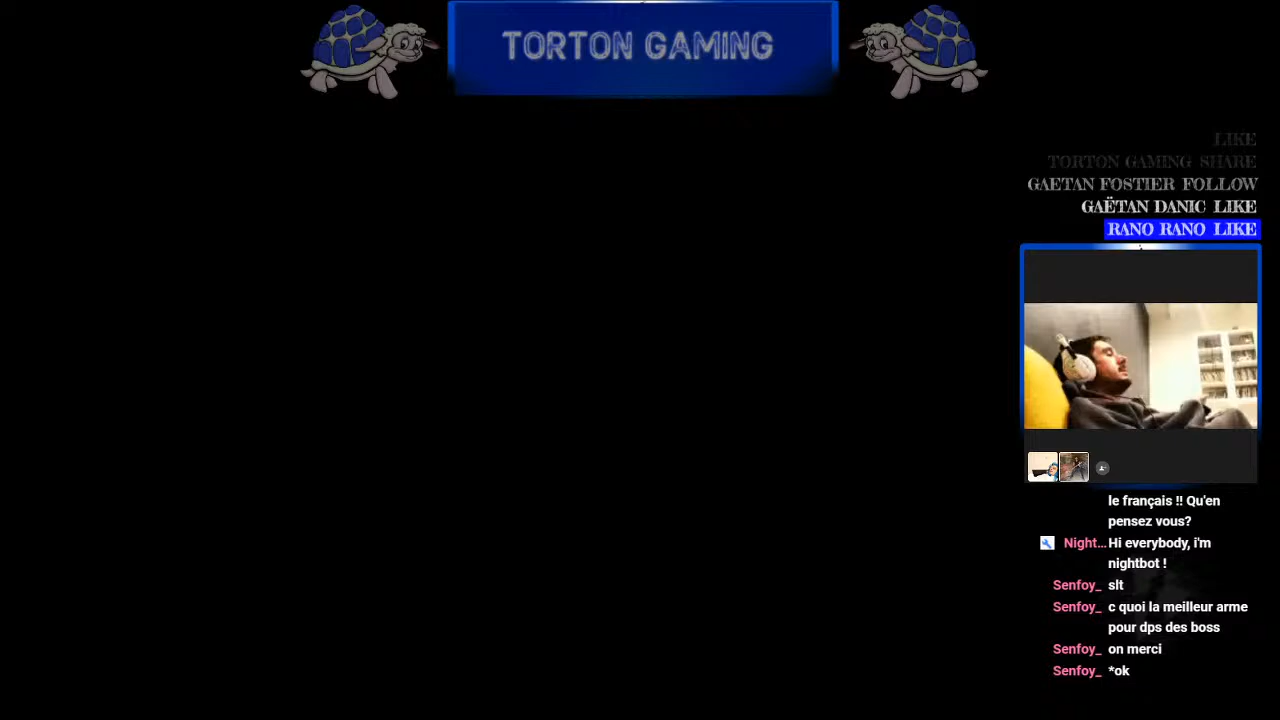 TORTON GAMING
LIKE
TORTON GAMING SHARE
GAETAN FOSTIER FOLLOW
GAËTAN DANIC LIKE
RANO RANO LIKE
le français !! Qu'en
pensez vous?
Night... Hi everybody, i'm
nightbot !
Senfoy_ slt
Senfoy_ c quoi la meilleur arme
pour dps des boss
Senfoy_ on merci
Senfoy_ *ok